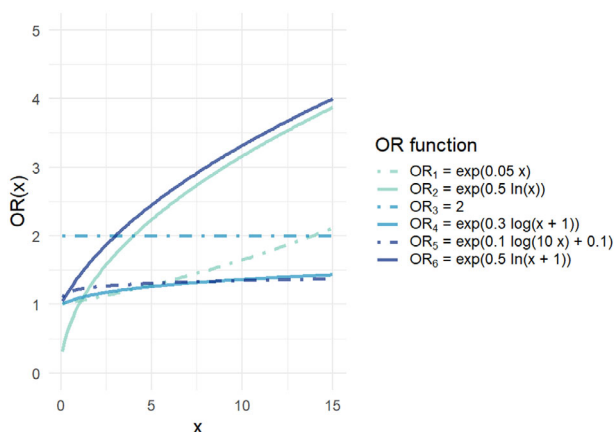 5
4
3
2
1
0
OR(x)
0 5 10 15
x
OR function
OR₁ = exp(0.05 x)
OR₂ = exp(0.5 ln(x))
OR₃ = 2
OR₄ = exp(0.3 log(x + 1))
OR₅ = exp(0.1 log(10 x) + 0.1)
OR₆ = exp(0.5 ln(x + 1))